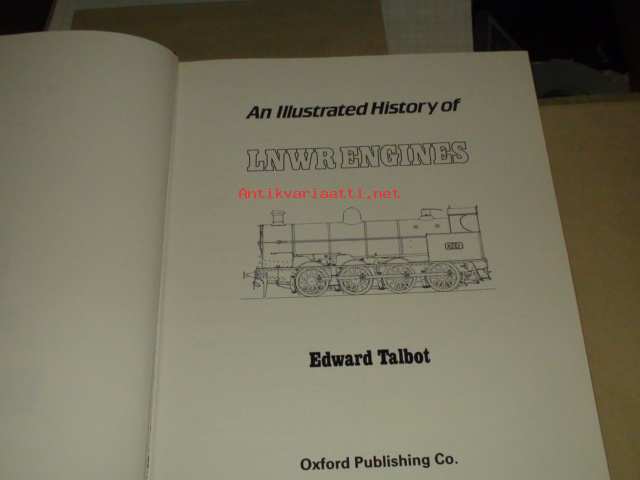 An Illustrated History of
LNWR ENGINES
Antikvariaatti.net
Edward Talbot
Oxford Publishing Co.